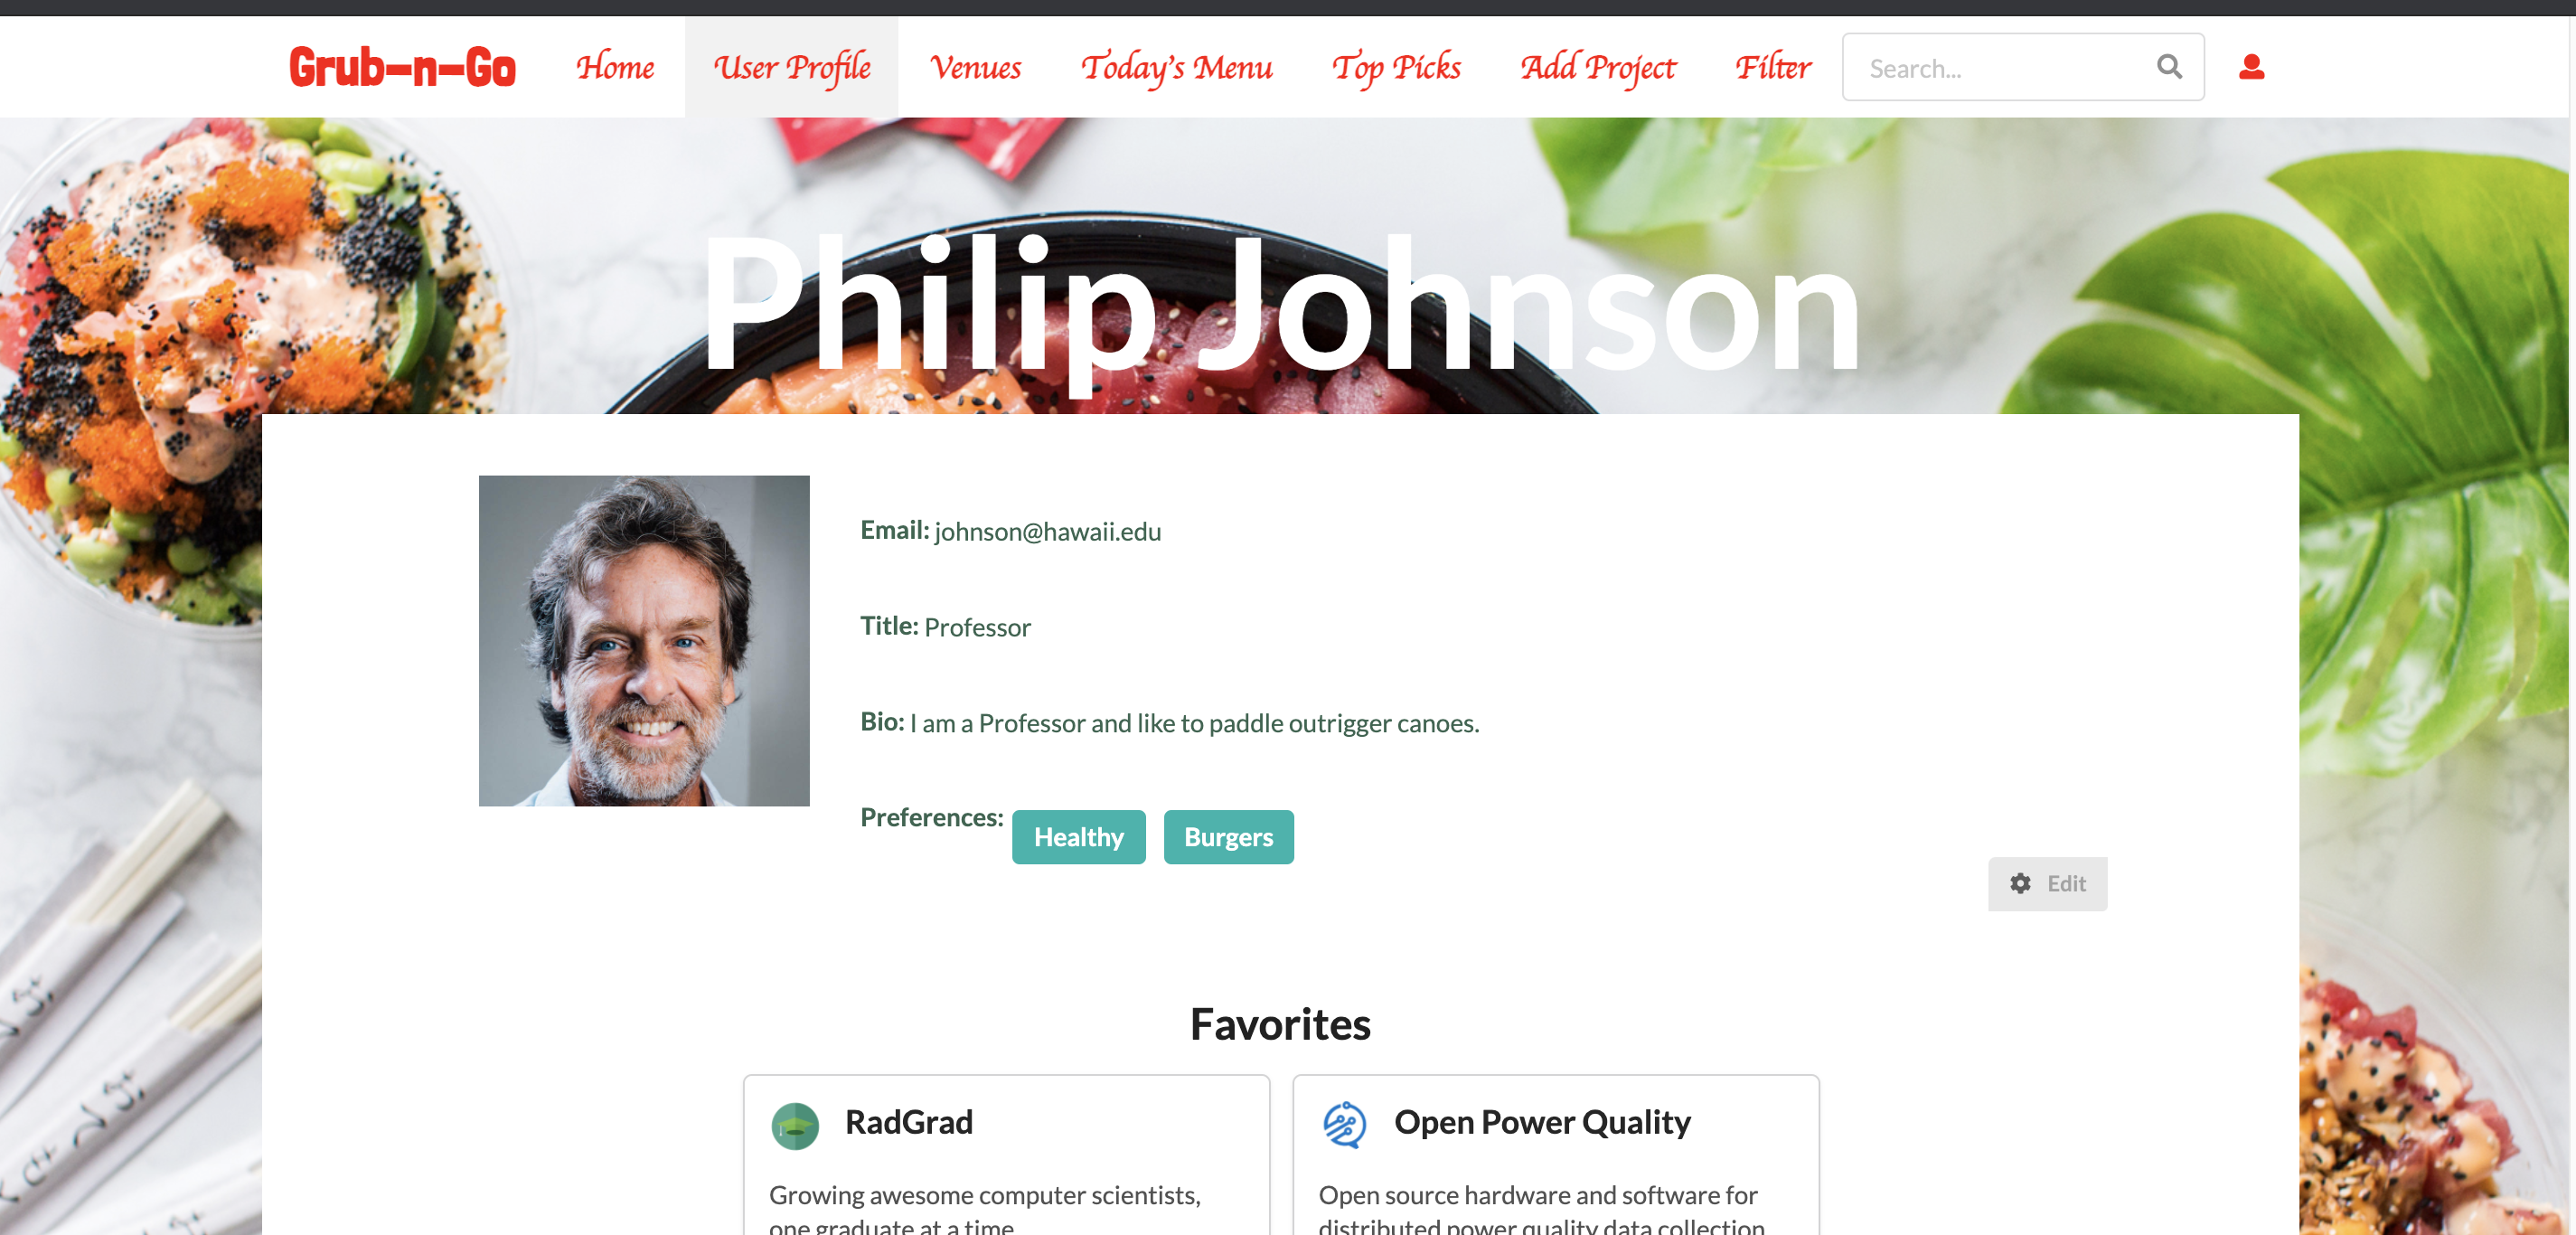 Grub-n-Go Home User Profile Venues Today's Menu Top Picks Add Project Filter Search...
Philip Johnson
Email: johnson@hawaii.edu
Title: Professor
Bio: I am a Professor and like to paddle outrigger canoes.
Preferences: Healthy Burgers
Edit
Favorites
RadGrad
Growing awesome computer scientists,
one graduate at a time
Open Power Quality
Open source hardware and software for
distributed power quality data collection